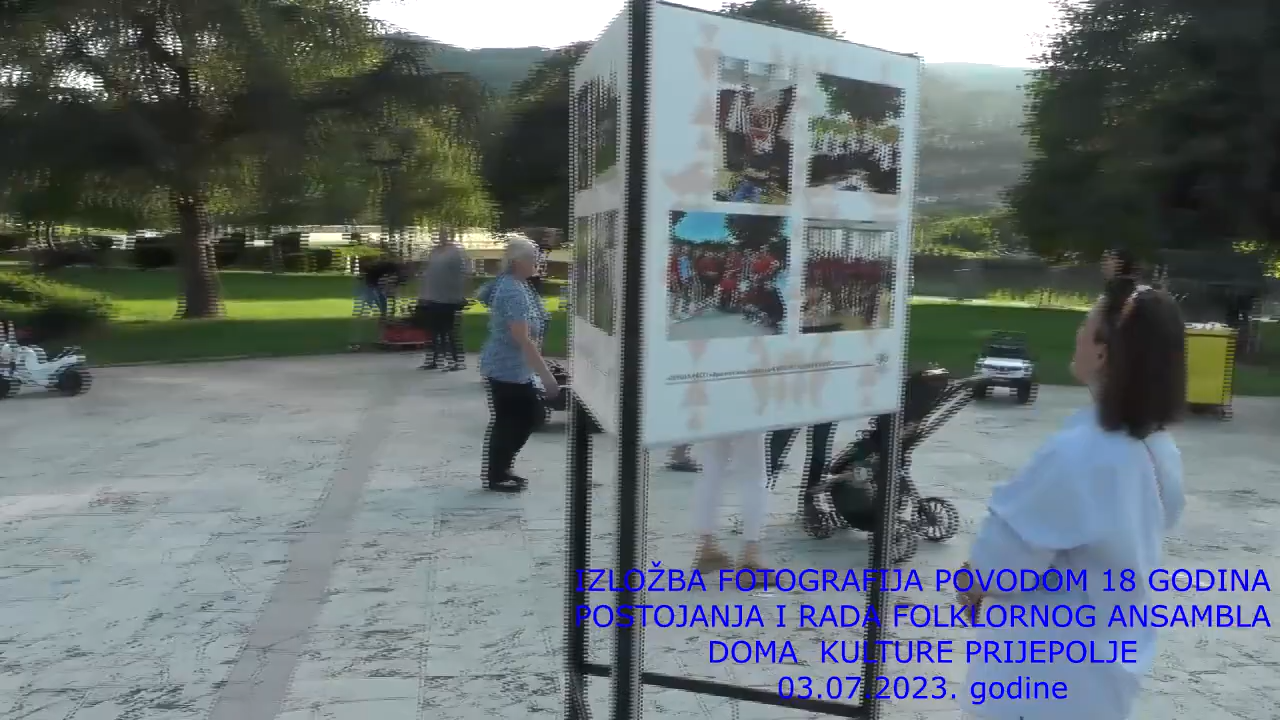 IZLOŽBA FOTOGRAFIJA POVODOM 18 GODINA
POSTOJANJA I RADA FOLKLORNOG ANSAMBLA
DOMA KULTURE PRIJEPOLJE
03.07.2023. godine